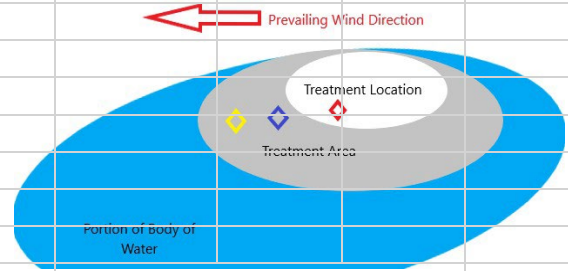 Prevailing Wind Direction
Treatment Location
Treatment Area
Portion of Body of
Water